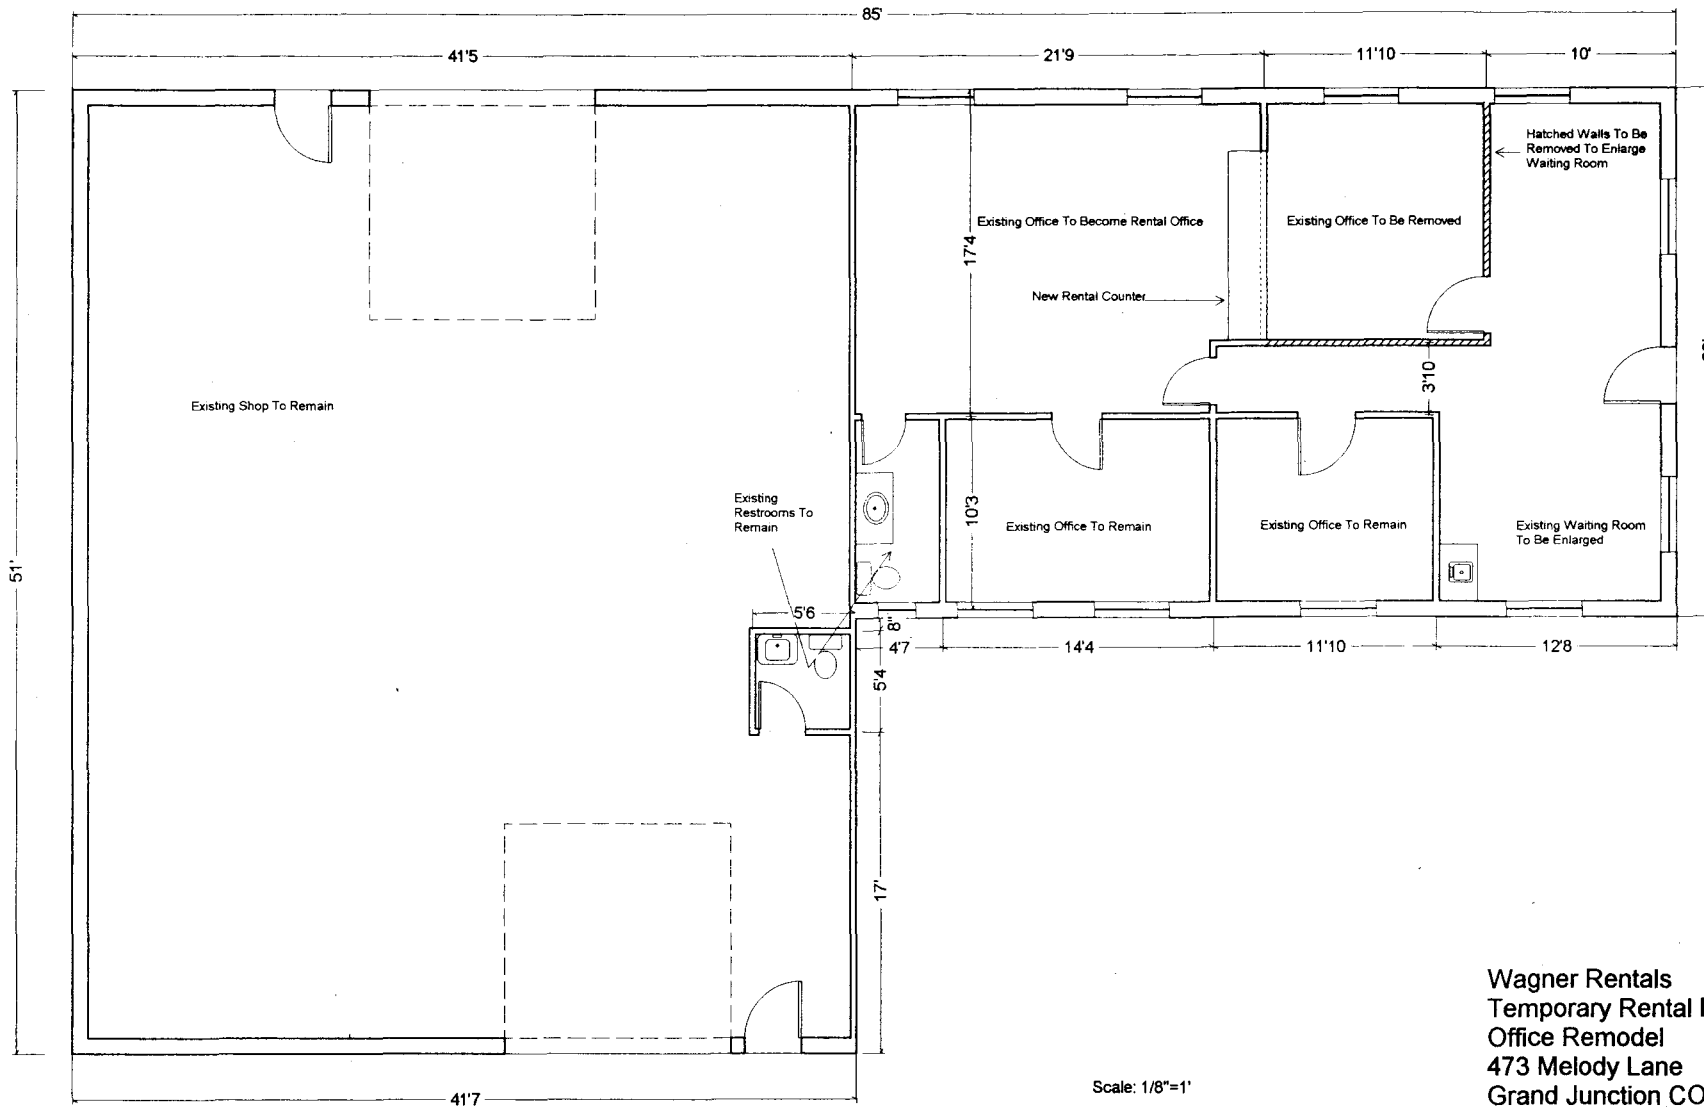 85'
41'5
21'9
11'10
10'
Hatched Walls To Be
Removed To Enlarge
Waiting Room
Existing Office To Become Rental Office
Existing Office To Be Removed
17'4
New Rental Counter
3'10
Existing Shop To Remain
51'
Existing
Restrooms To
Remain
10'3
Existing Office To Remain
Existing Office To Remain
Existing Waiting Room
To Be Enlarged
5'6
8"
4'7
14'4
11'10
12'8
5'4
17'
41'7
Scale: 1/8"=1'
Wagner Rentals
Temporary Rental
Office Remodel
473 Melody Lane
Grand Junction CO